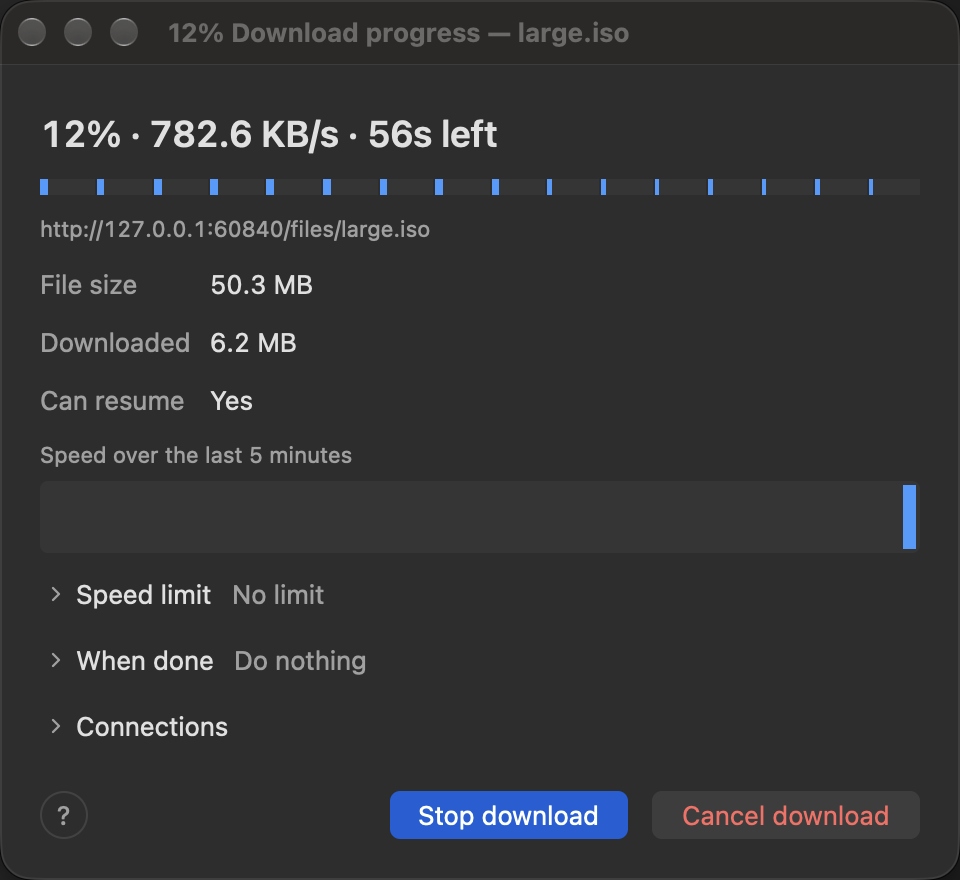 12% Download progress — large.iso
12% · 782.6 KB/s · 56s left
http://127.0.0.1:60840/files/large.iso
File size 50.3 MB
Downloaded 6.2 MB
Can resume Yes
Speed over the last 5 minutes
Speed limit No limit
When done Do nothing
Connections
? Stop download Cancel download